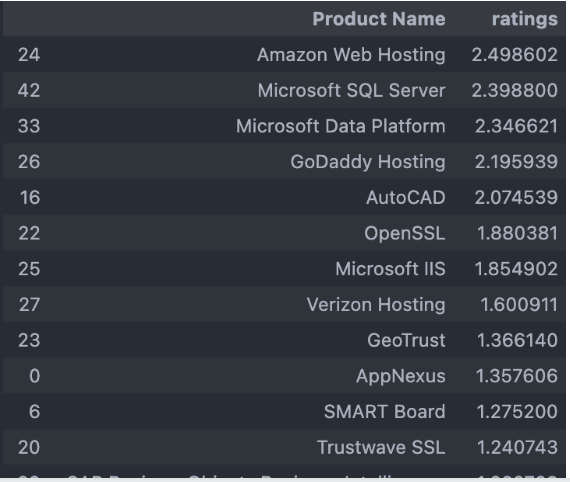 Product Name ratings
24 Amazon Web Hosting 2.498602
42 Microsoft SQL Server 2.398800
33 Microsoft Data Platform 2.346621
26 GoDaddy Hosting 2.195939
16 AutoCAD 2.074539
22 OpenSSL 1.880381
25 Microsoft IIS 1.854902
27 Verizon Hosting 1.600911
23 GeoTrust 1.366140
0 AppNexus 1.357606
6 SMART Board 1.275200
20 Trustwave SSL 1.240743